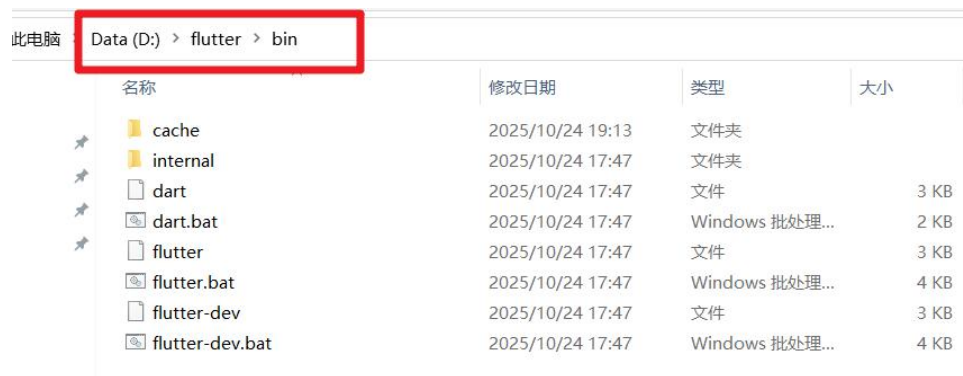 此电脑 > Data (D:) > flutter > bin
名称 修改日期 类型 大小
cache 2025/10/24 19:13 文件夹
internal 2025/10/24 17:47 文件夹
dart 2025/10/24 17:47 文件 3 KB
dart.bat 2025/10/24 17:47 Windows 批处理... 2 KB
flutter 2025/10/24 17:47 文件 3 KB
flutter.bat 2025/10/24 17:47 Windows 批处理... 4 KB
flutter-dev 2025/10/24 17:47 文件 3 KB
flutter-dev.bat 2025/10/24 17:47 Windows 批处理... 4 KB